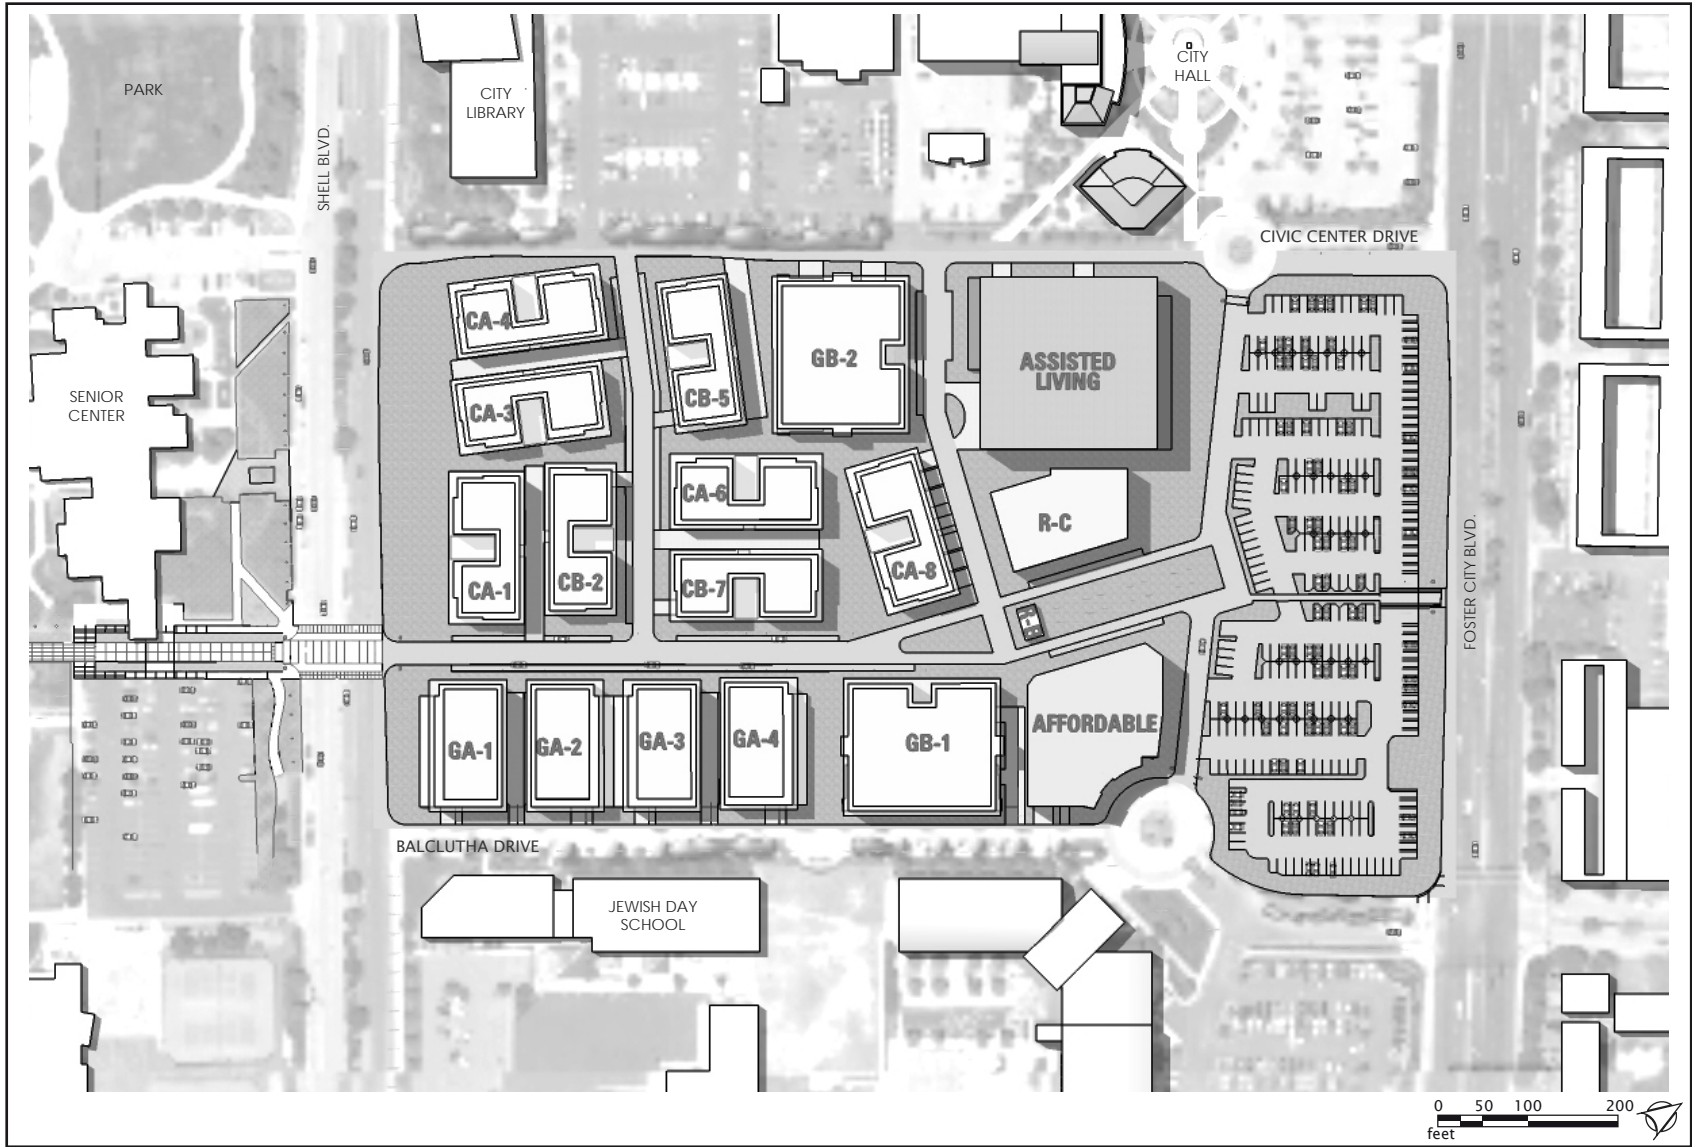 PARK
CITY
LIBRARY
CITY
HALL
SHELL BLVD.
CIVIC CENTER DRIVE
CA-4
GB-2
ASSISTED
LIVING
CB-5
CA-3
SENIOR
CENTER
CA-6
R-C
CA-1
CB-2
CB-7
CA-8
FOSTER CITY BLVD.
GA-1
GA-2
GA-3
GA-4
GB-1
AFFORDABLE
BALCLUTHA DRIVE
JEWISH DAY
SCHOOL
0 50 100 200
feet